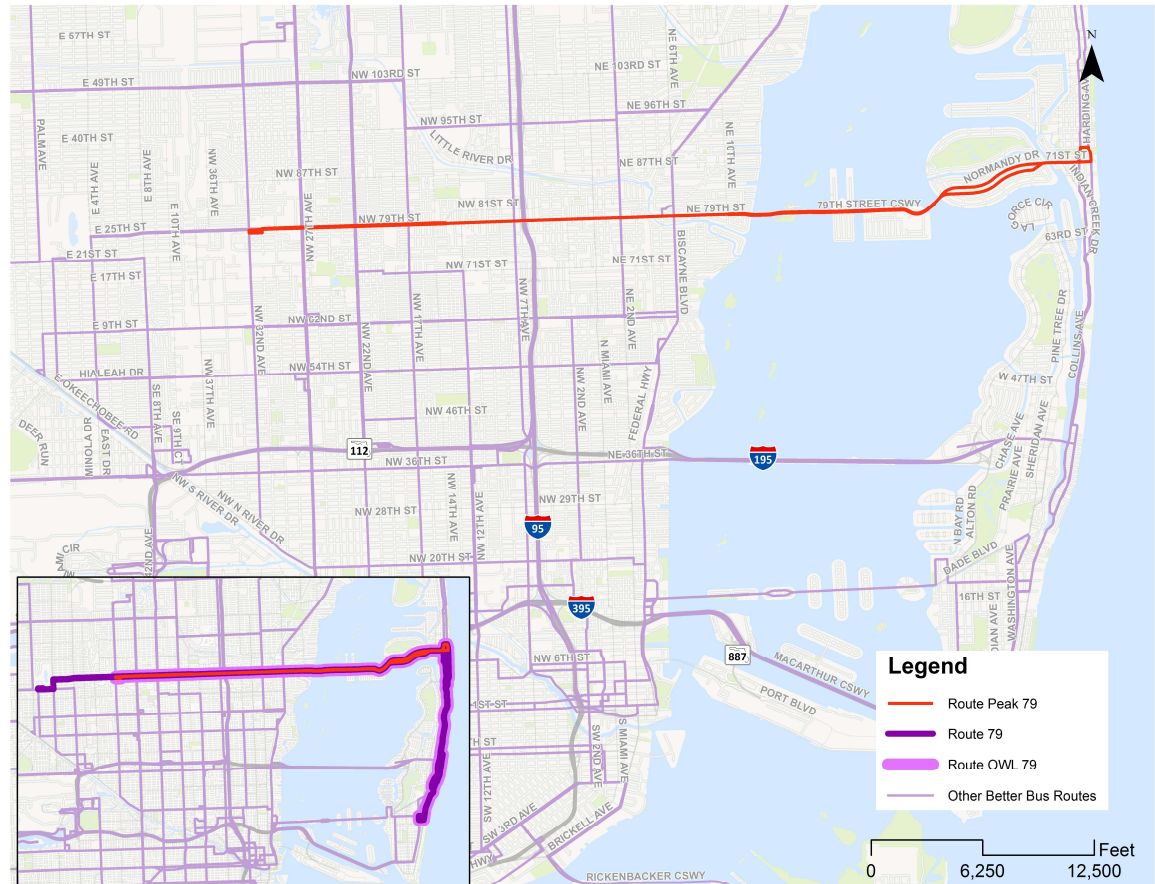 E 57TH ST
NE 6TH AVE
N
E 49TH ST
NW 103RD ST
NE 103RD ST
HARDING AV
NE 96TH ST
PALM AVE
E 40TH ST
NW 95TH ST
LITTLE RIVER DR
NE 10TH AVE
E 4TH AVE
E 8TH AVE
NW 36TH AVE
NW 87TH ST
NE 87TH ST
NORMANDY DR
71ST ST
INDIAN CREEK DR
E 10TH AVE
NW 27TH AVE
NW 81ST ST
NW 79TH ST
NE 79TH ST
79TH STREET CSWY
E 25TH ST
LAGORCE CIR
63RD ST
E 21ST ST
E 17TH ST
NW 71ST ST
NE 71ST ST
BISCAYNE BLVD
NW 7TH AVE
NE 2ND AVE
NW 32ND AVE
NW 17TH AVE
NW 22ND AVE
E 9TH ST
NW 62ND ST
N MIAMI AVE
PINE TREE DR
COLLINS AVE
HIALEAH DR
NW 37TH AVE
NW 54TH ST
NW 2ND AVE
FEDERAL HWY
W 47TH ST
E OKEECHOBEE RD
SE 8TH AVE
SE 9TH CT
NW 46TH ST
CHASE AVE
SHERIDAN AVE
DEER RUN
MINOLA DR
EAST DR
112
NW 36TH ST
NE 36TH ST
195
PRAIRIE AVE
NW S RIVER DR
NW N RIVER DR
NW 14TH AVE
NW 12TH AVE
NW 29TH ST
NW 28TH ST
95
N BAY RD
ALTON RD
42ND AVE
NW 20TH ST
DADE BLVD
WASHINGTON AVE
16TH ST
DIAN AVE
395
NW 6TH ST
887
MACARTHUR CSWY
PORT BLVD
1ST ST
TH ST
SW 2ND AVE
S MIAMI AVE
SW 12TH AVE
SW 3RD AVE
BRICKELL AVE
HWY
RICKENBACKER CSWY
Legend
Route Peak 79
Route 79
Route OWL 79
Other Better Bus Routes
Feet
0 6,250 12,500